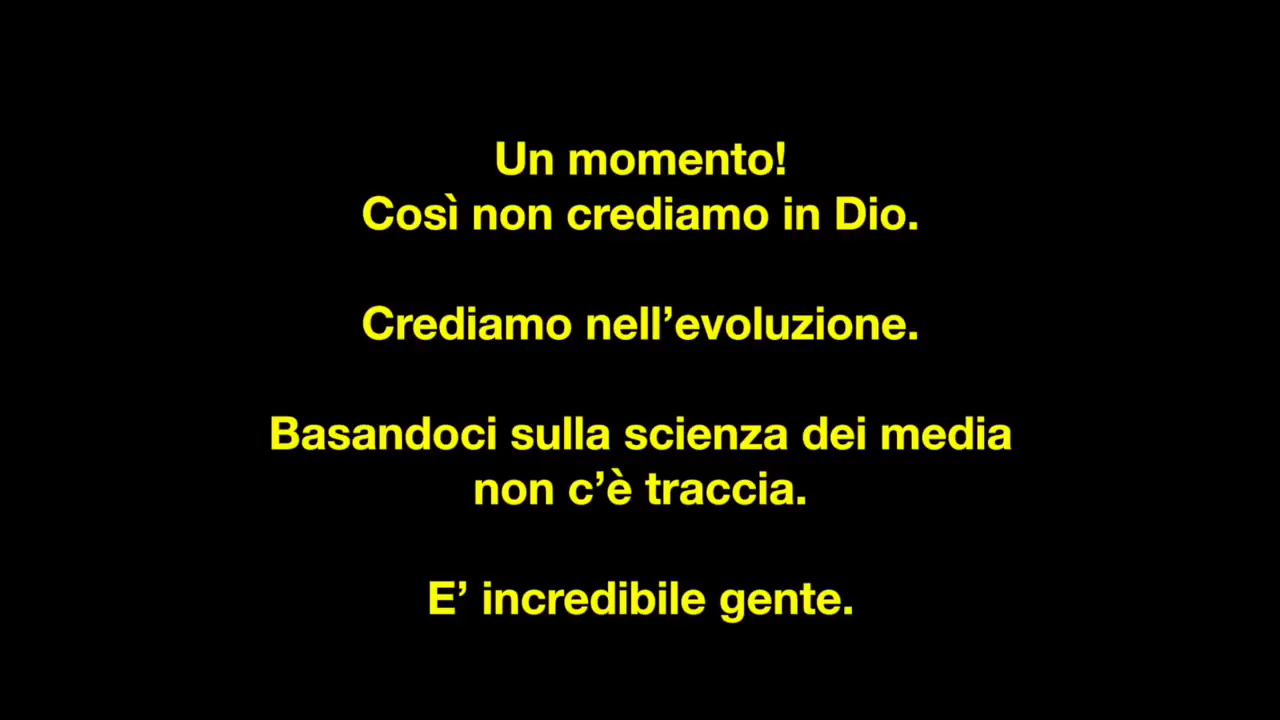 Un momento!
Così non crediamo in Dio.
Crediamo nell’evoluzione.
Basandoci sulla scienza dei media
non c’è traccia.
E’ incredibile gente.